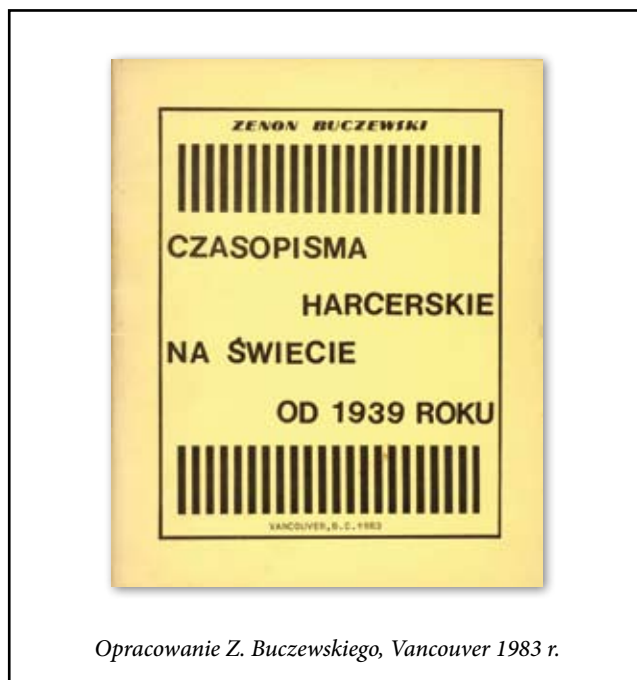 ZENON BUCZEWSKI
CZASOPISMA
HARCERSKIE
NA ŚWIECIE
OD 1939 ROKU
VANCOUVER, B.C. 1983
Opracowanie Z. Buczewskiego, Vancouver 1983 r.